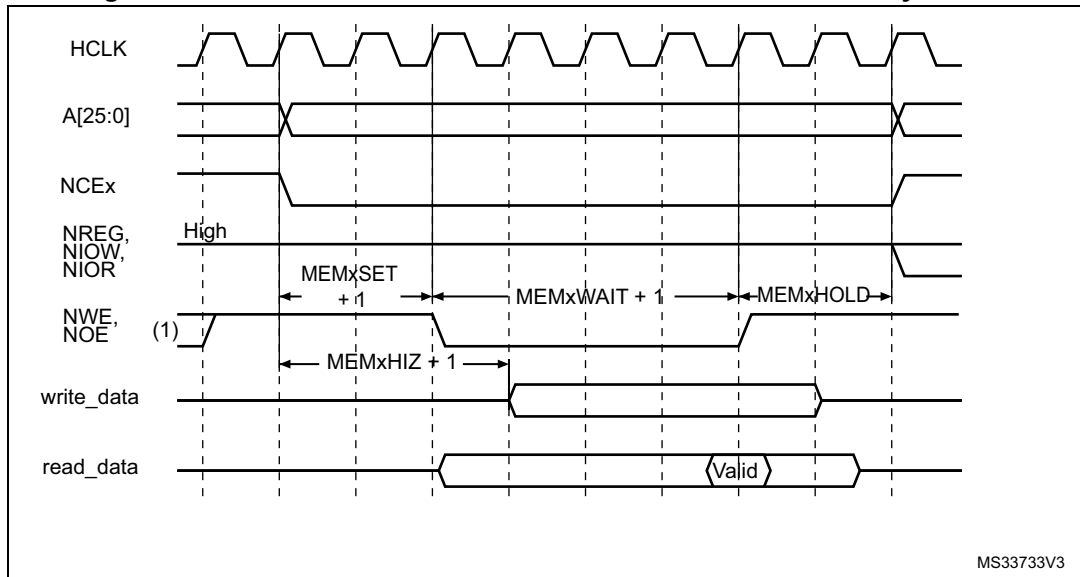 HCLK
A[25:0]
NCEx
NREG,
NIOW,
NIOR
High
MEMxSET
+ 1
MEMxWAIT + 1
MEMxHOLD
NWE,
NOE
(1)
MEMxHIZ + 1
write_data
read_data
Valid
MS33733V3